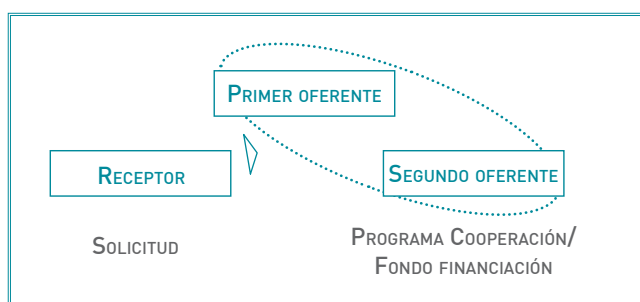 Primer oferente
Receptor
Segundo oferente
Solicitud
Programa Cooperación/
Fondo financiación